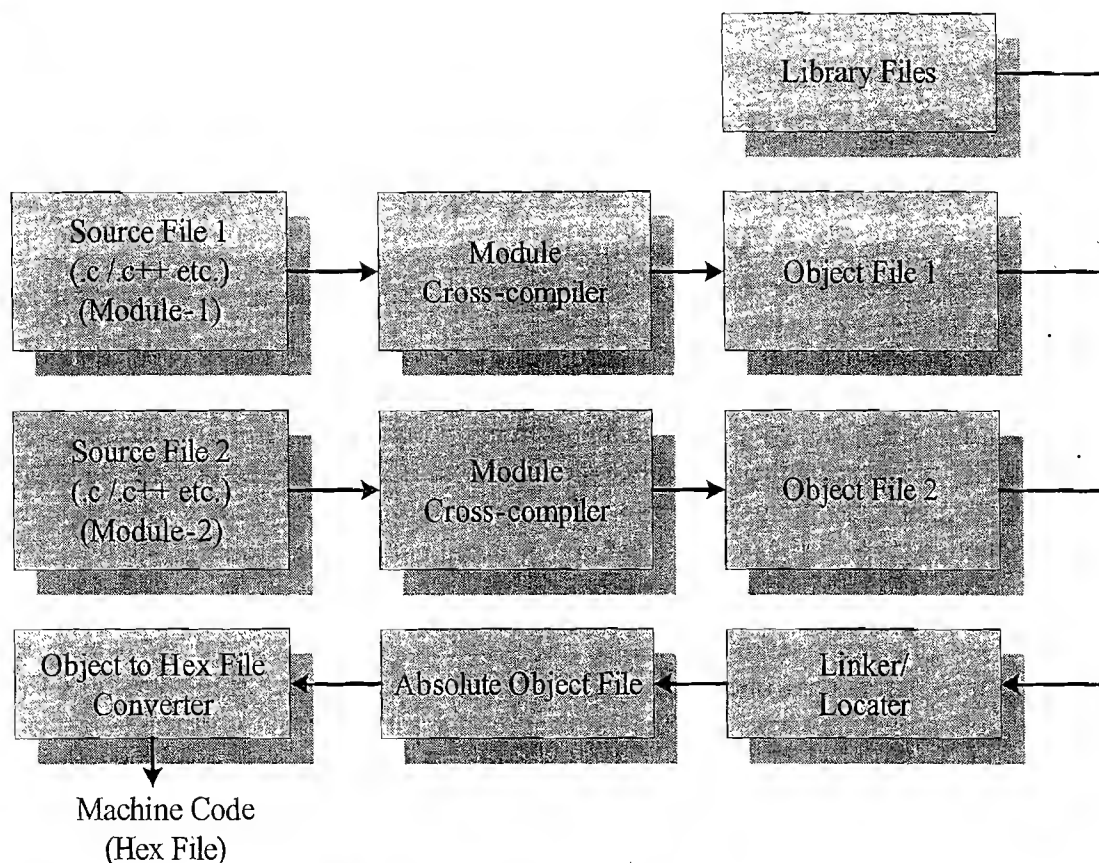 Library Files
Source File 1
(.c /.c++ etc.)
(Module-1)
Module
Cross-compiler
Object File 1
Source File 2
(.c /.c++ etc.)
(Module-2)
Module
Cross-compiler
Object File 2
Object to Hex File
Converter
Absolute Object File
Linker/
Locater
Machine Code
(Hex File)